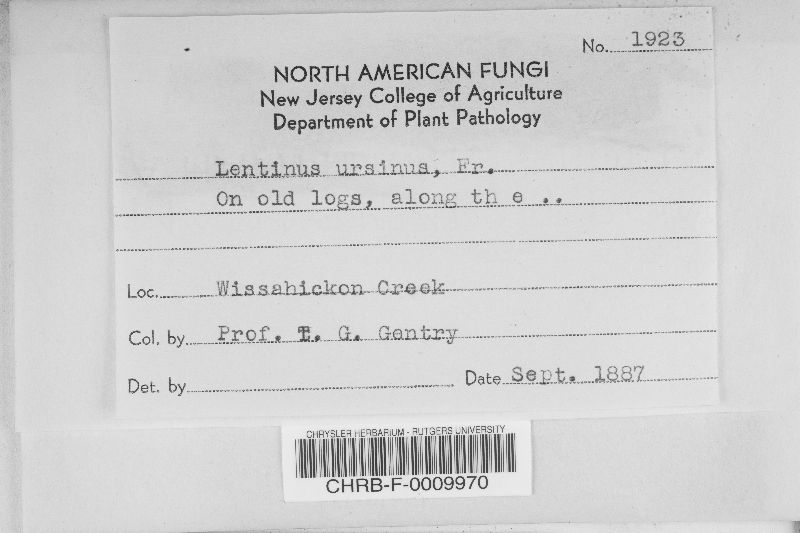 No. 1923
NORTH AMERICAN FUNGI
New Jersey College of Agriculture
Department of Plant Pathology
Lentinus ursinus, Fr.
On old logs, along th e ..
Loc. Wissahickon Creek
Col. by Prof. T. G. Gentry
Det. by
Date Sept. 1887
CHRYSLER HERBARIUM - RUTGERS UNIVERSITY
CHRB-F-0009970